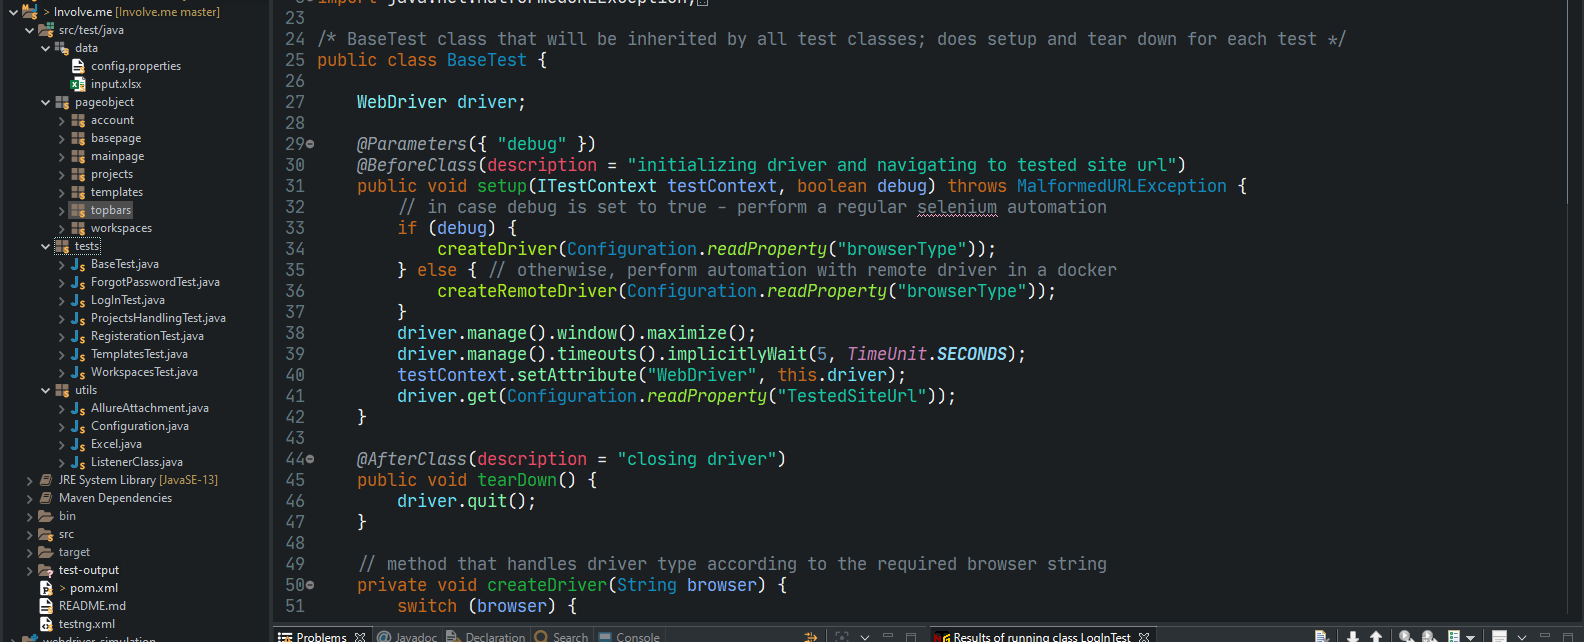 > Involve.me [Involve.me master]
src/test/java
data
config.properties
input.xlsx
pageobject
account
basepage
mainpage
projects
templates
topbars
workspaces
tests
BaseTest.java
ForgotPasswordTest.java
LogInTest.java
ProjectsHandlingTest.java
RegisterationTest.java
TemplatesTest.java
WorkspacesTest.java
utils
AllureAttachment.java
Configuration.java
Excel.java
ListenerClass.java
JRE System Library [JavaSE-13]
Maven Dependencies
bin
src
target
test-output
> pom.xml
README.md
testng.xml
webdriver_simulation
import java.net.MalformedURLException;
23
24 /* BaseTest class that will be inherited by all test classes; does setup and tear down for each test */
25 public class BaseTest {
26
27 WebDriver driver;
28
29 @Parameters({ "debug" })
30 @BeforeClass(description = "initializing driver and navigating to tested site url")
31 public void setup(ITestContext testContext, boolean debug) throws MalformedURLException {
32 // in case debug is set to true - perform a regular selenium automation
33 if (debug) {
34 createDriver(Configuration.readProperty("browserType"));
35 } else { // otherwise, perform automation with remote driver in a docker
36 createRemoteDriver(Configuration.readProperty("browserType"));
37 }
38 driver.manage().window().maximize();
39 driver.manage().timeouts().implicitlyWait(5, TimeUnit.SECONDS);
40 testContext.setAttribute("WebDriver", this.driver);
41 driver.get(Configuration.readProperty("TestedSiteUrl"));
42 }
43
44 @AfterClass(description = "closing driver")
45 public void tearDown() {
46 driver.quit();
47 }
48
49 // method that handles driver type according to the required browser string
50 private void createDriver(String browser) {
51 switch (browser) {
Problems Javadoc Declaration Search Console
Results of running class LogInTest